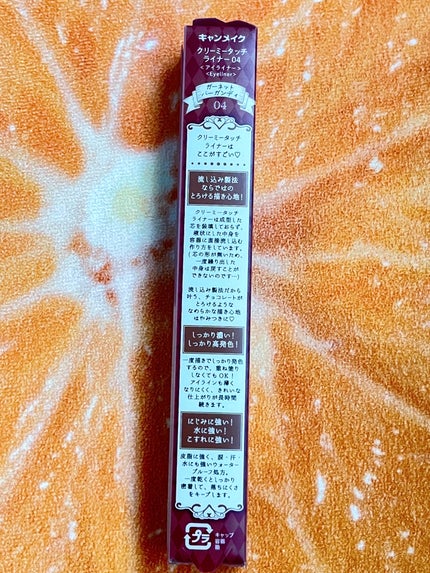 キャンメイク
クリーミータッチ
ライナー 04
<アイライナー>
<Eyeliner>
ガーネット
バーガンディ
04
クリーミータッチ
ライナーは
ここがすごい♡
流し込み製法
ならではの
とろける描き心地!
クリーミータッチ
ライナーは成型した
芯を装填しておらず、
液状にした中身を
容器に直接流し込む
作り方をしています。
(芯の形が無いため、
一度繰り出した
中身は戻すことが
できないのです…)
流し込み製法だから
叶う、チョコレートが
とろけるような
なめらかな描き心地
はやみつきに♡
しっかり濃い!
しっかり高発色!
一度描きでしっかり発色
するので、重ね塗り
しなくてもOK!
アイラインも薄く
なりにくく、きれいな
仕上がりが長時間
続きます。
にじみに強い!
水に強い!
こすれに強い!
皮脂に強く、涙・汗・
水にも強いウォーター
プルーフ処方。
一度乾くとしっかり
密着して、落ちにくさ
をキープします。
プラ
キャップ
容器